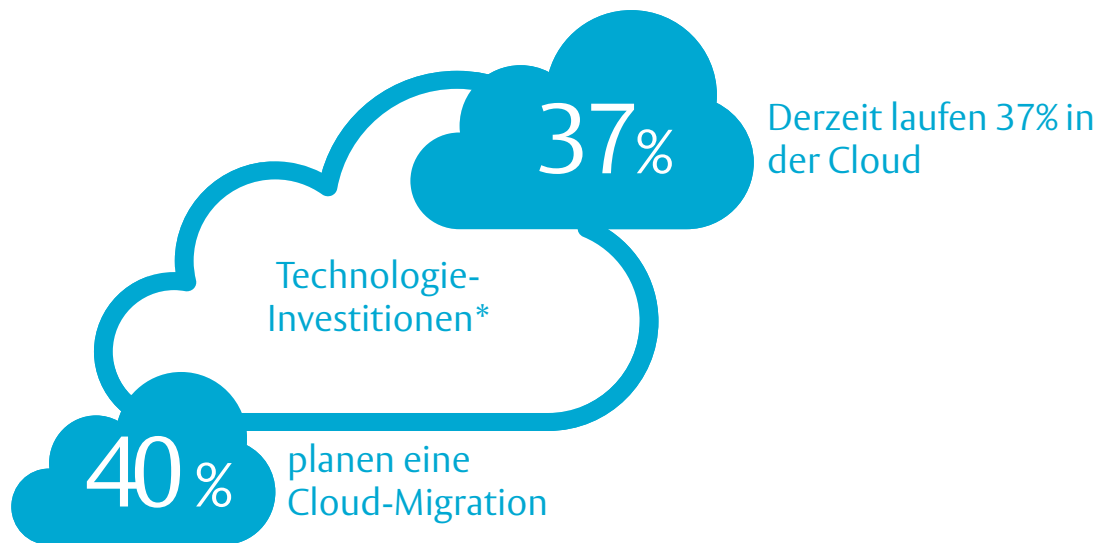 37%
Derzeit laufen 37% in
der Cloud
Technologie-
Investitionen*
40 %
planen eine
Cloud-Migration